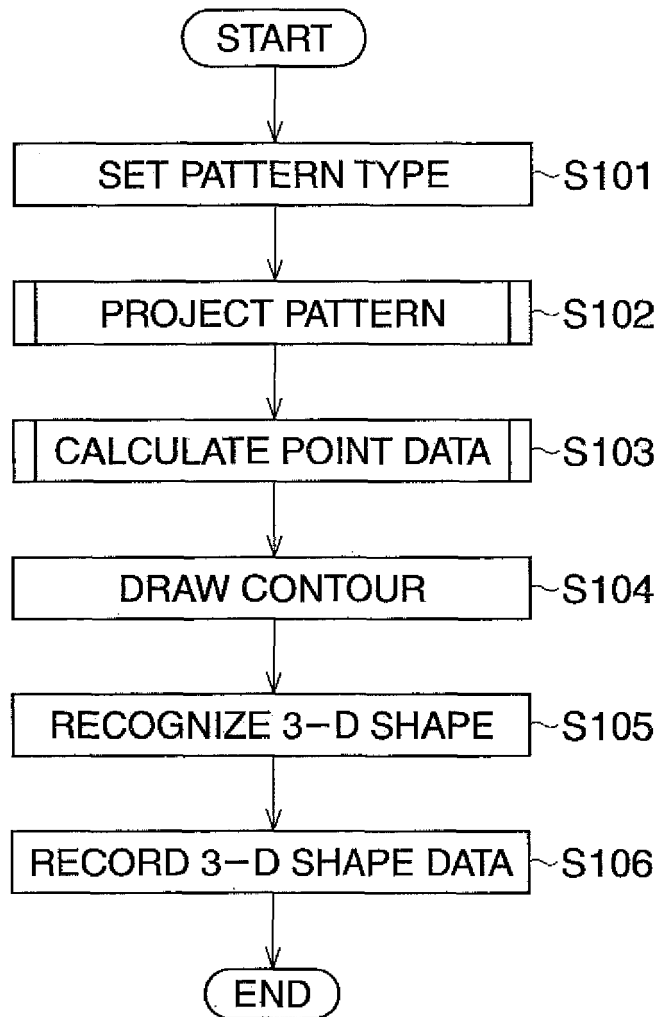 START
SET PATTERN TYPE ~S101
PROJECT PATTERN ~S102
CALCULATE POINT DATA ~S103
DRAW CONTOUR ~S104
RECOGNIZE 3-D SHAPE ~S105
RECORD 3-D SHAPE DATA ~S106
END